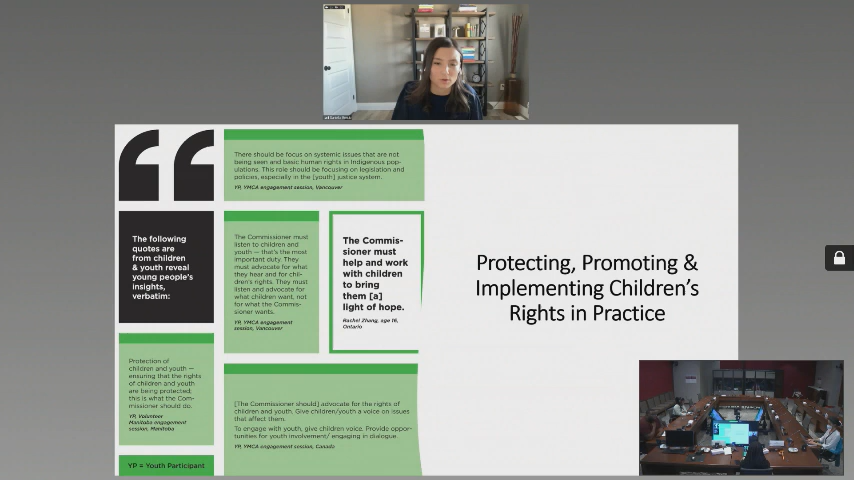 There should be focus on systemic issues that are not
being seen and basic human rights in Indigenous pop-
ulations. This role should be focusing on legislation and
policies, especially in the [youth] justice system.
YP, YMCA engagement session, Vancouver
The following
quotes are
from children
& youth reveal
young people's
insights,
verbatim:
The Commissioner must
listen to children and
youth — that's the most
important duty. They
must advocate for what
they hear and for chil-
dren's rights. They must
listen and advocate for
what children want, not
for what the Commis-
sioner wants.
YP, YMCA engagement
session, Vancouver
The Commis-
sioner must
help and work
with children
to bring
them [a]
light of hope.
Rachel Zhang, age 16,
Ontario
Protection of
children and youth —
ensuring that the rights
of children and youth
are being protected;
this is what the Com-
missioner should do.
YP, Volunteer
Manitoba engagement
session, Manitoba
[The Commissioner should] advocate for the rights of
children and youth. Give children/youth a voice on issues
that affect them.
To engage with youth, give children voice. Provide oppor-
tunities for youth involvement/ engaging in dialogue.
YP, YMCA engagement session, Canada
YP = Youth Participant
Protecting, Promoting &
Implementing Children's
Rights in Practice